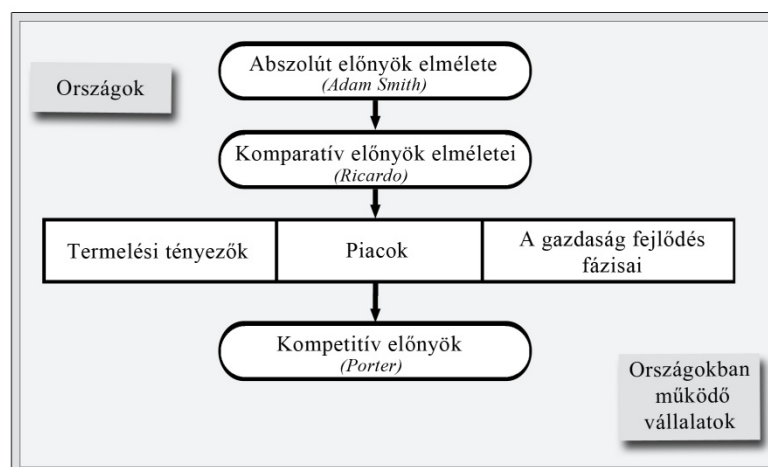 Abszolút előnyök elmélete
(Adam Smith)
Országok
Komparatív előnyök elméletei
(Ricardo)
Termelési tényezők
Piacok
A gazdaság fejlődés
fázisai
Kompetitív előnyök
(Porter)
Országokban
működő
vállalatok